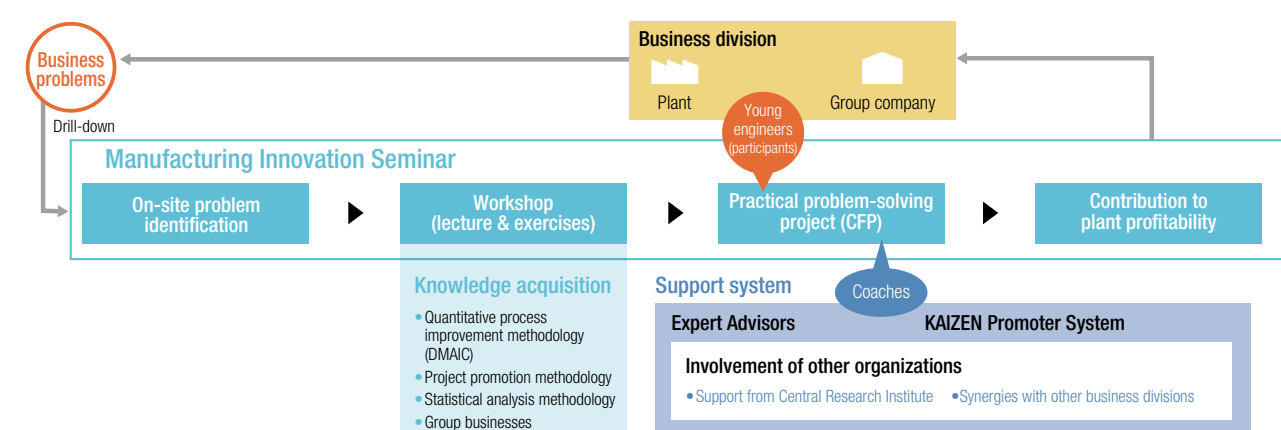 Business division
Business
problems
Plant
Group company
Young
engineers
(participants)
Drill-down
Manufacturing Innovation Seminar
On-site problem
identification
Workshop
(lecture & exercises)
Practical problem-solving
project (CFP)
Contribution to
plant profitability
Knowledge acquisition
•Quantitative process
improvement methodology
(DMAIC)
•Project promotion methodology
•Statistical analysis methodology
•Group businesses
Support system
Coaches
Expert Advisors
KAIZEN Promoter System
Involvement of other organizations
•Support from Central Research Institute
•Synergies with other business divisions